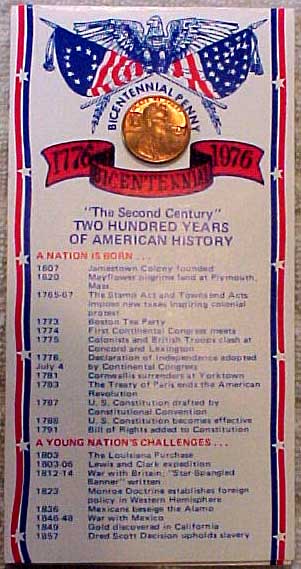 BICENTENNIAL PENNY
1776 1976
BICENTENNIAL
"The Second Century"
TWO HUNDRED YEARS
OF AMERICAN HISTORY
A NATION IS BORN . . .
1607 Jamestown Colony founded
1620 Mayflower pilgrims land at Plymouth,
Mass.
1765-67 The Stamp Act and Townsend Acts
impose new taxes inspiring colonial
protest
1773 Boston Tea Party
1774 First Continental Congress meets
1775 Colonists and British Troops clash at
Concord and Lexington
1776 Declaration of Independence adopted
July 4 by Continental Congress
1781 Cornwallis surrenders at Yorktown
1783 The Treaty of Paris ends the American
Revolution
1787 U. S. Constitution drafted by
Constitutional Convention
1788 U. S. Constitution becomes effective
1791 Bill of Rights added to Constitution
A YOUNG NATION'S CHALLENGES . . .
1803 The Louisiana Purchase
1803-06 Lewis and Clark expedition
1812-14 War with Britain; "Star-Spangled
Banner" written
1823 Monroe Doctrine establishes foreign
policy in Western Hemisphere
1836 Mexicans besiege the Alamo
1846-48 War with Mexico
1849 Gold discovered in California
1857 Dred Scott Decision upholds slavery